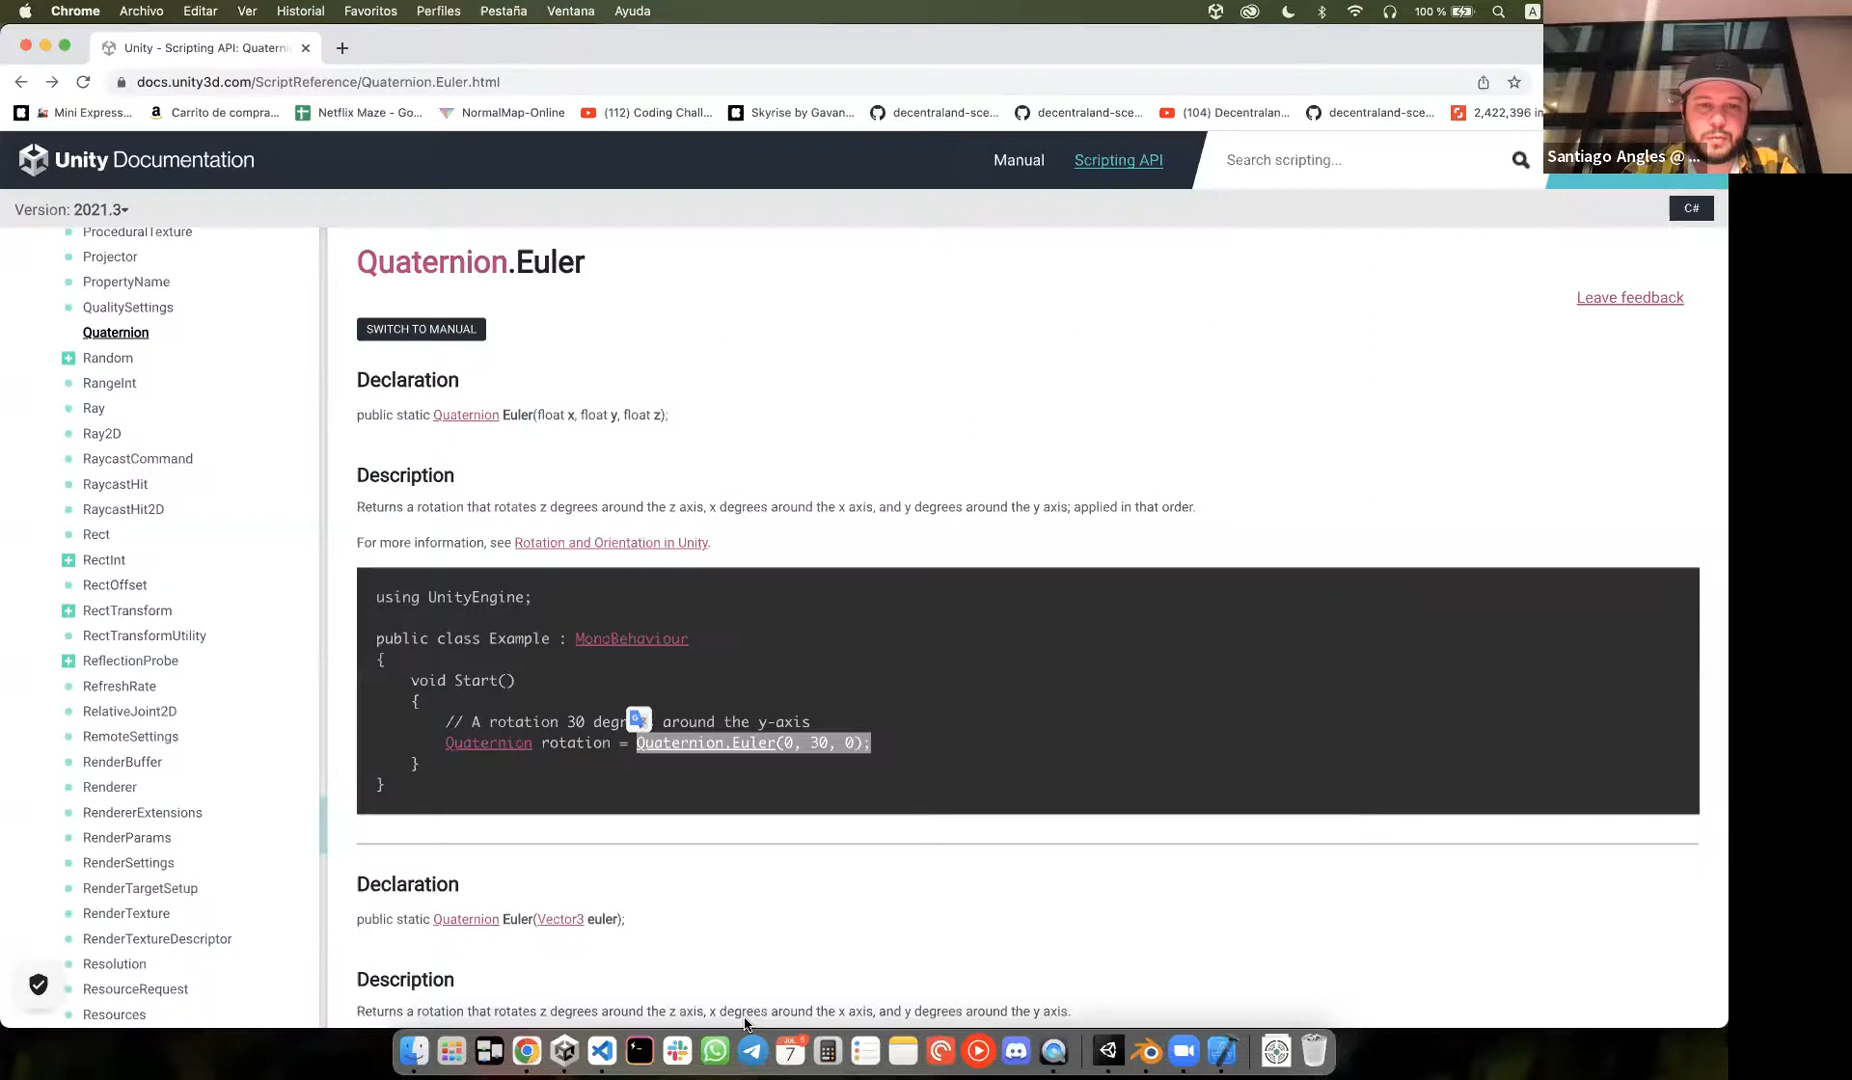 Chrome Archivo Editar Ver Historial Favoritos Perfiles Pestaña Ventana Ayuda 100 % A
Unity - Scripting API: Quaterni
docs.unity3d.com/ScriptReference/Quaternion.Euler.html
Mini Express... Carrito de compra... Netflix Maze - Go... NormalMap-Online (112) Coding Chall... Skyrise by Gavan... decentraland-sce... decentraland-sce... (104) Decentralan... decentraland-sce... 2,422,396 im
Santiago Angles @ ...
Unity Documentation Manual Scripting API Search scripting...
Version: 2021.3 C#
ProceduralTexture
Projector
PropertyName
QualitySettings
Quaternion
Random
RangeInt
Ray
Ray2D
RaycastCommand
RaycastHit
RaycastHit2D
Rect
RectInt
RectOffset
RectTransform
RectTransformUtility
ReflectionProbe
RefreshRate
RelativeJoint2D
RemoteSettings
RenderBuffer
Renderer
RendererExtensions
RenderParams
RenderSettings
RenderTargetSetup
RenderTexture
RenderTextureDescriptor
Resolution
ResourceRequest
Resources
Quaternion.Euler
Leave feedback
SWITCH TO MANUAL
Declaration
public static Quaternion Euler(float x, float y, float z);
Description
Returns a rotation that rotates z degrees around the z axis, x degrees around the x axis, and y degrees around the y axis; applied in that order.
For more information, see Rotation and Orientation in Unity.
using UnityEngine;
public class Example : MonoBehaviour
{
void Start()
{
// A rotation 30 degr around the y-axis
Quaternion rotation = Quaternion.Euler(0, 30, 0);
}
}
Declaration
public static Quaternion Euler(Vector3 euler);
Description
Returns a rotation that rotates z degrees around the z axis, x degrees around the x axis, and y degrees around the y axis.
JUL
7